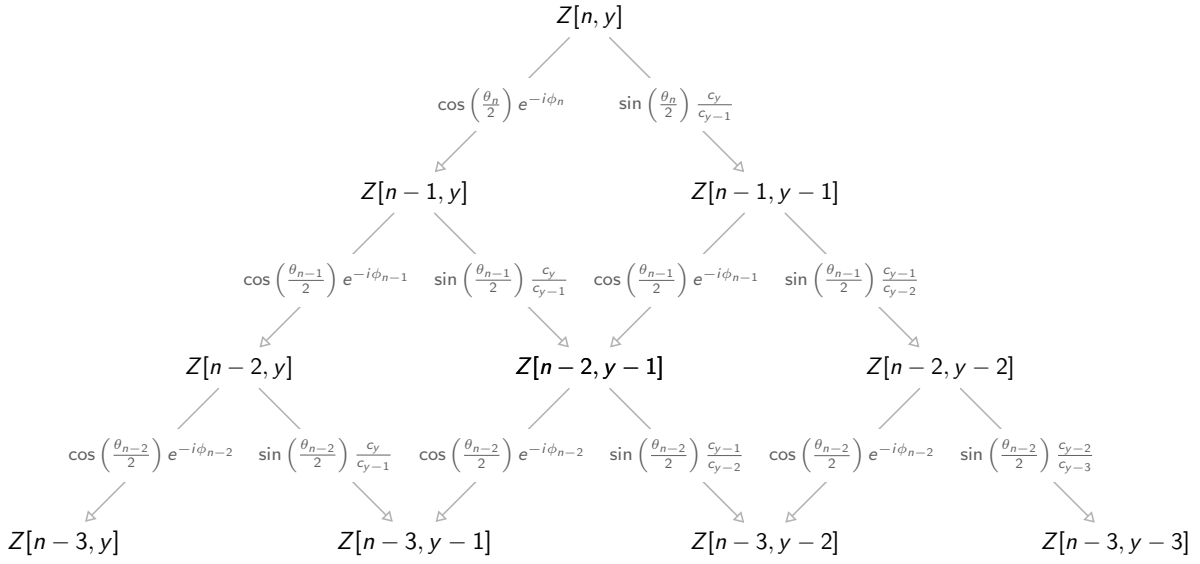 Z[n, y]
cos (θ_n/2) e^{−iϕ_n} sin (θ_n/2) c_y/c_{y−1}
Z[n − 1, y] Z[n − 1, y − 1]
cos (θ_{n−1}/2) e^{−iϕ_{n−1}} sin (θ_{n−1}/2) c_y/c_{y−1} cos (θ_{n−1}/2) e^{−iϕ_{n−1}} sin (θ_{n−1}/2) c_{y−1}/c_{y−2}
Z[n − 2, y] Z[n − 2, y − 1] Z[n − 2, y − 2]
cos (θ_{n−2}/2) e^{−iϕ_{n−2}} sin (θ_{n−2}/2) c_y/c_{y−1} cos (θ_{n−2}/2) e^{−iϕ_{n−2}} sin (θ_{n−2}/2) c_{y−1}/c_{y−2} cos (θ_{n−2}/2) e^{−iϕ_{n−2}} sin (θ_{n−2}/2) c_{y−2}/c_{y−3}
Z[n − 3, y] Z[n − 3, y − 1] Z[n − 3, y − 2] Z[n − 3, y − 3]